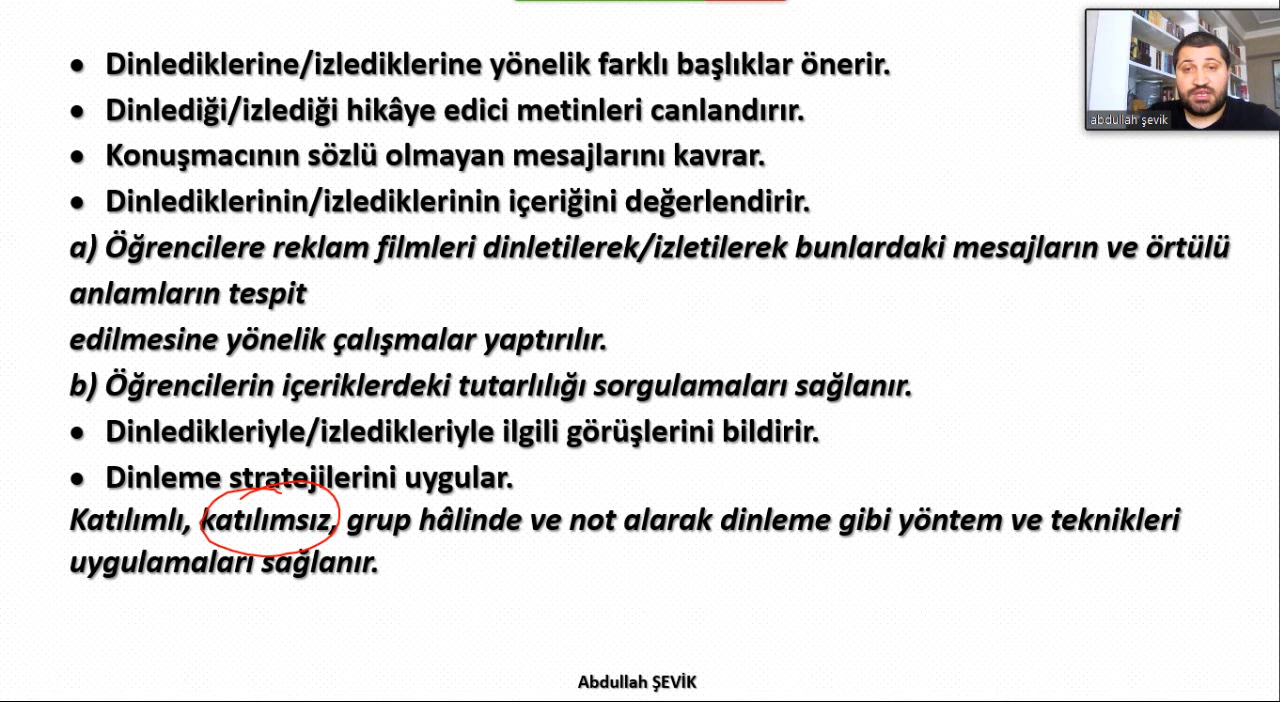 • Dinlediklerine/izlediklerine yönelik farklı başlıklar önerir.
• Dinlediği/izlediği hikâye edici metinleri canlandırır.
• Konuşmacının sözlü olmayan mesajlarını kavrar.
• Dinlediklerinin/izlediklerinin içeriğini değerlendirir.
a) Öğrencilere reklam filmleri dinletilerek/izletilerek bunlardaki mesajların ve örtülü
anlamların tespit
edilmesine yönelik çalışmalar yaptırılır.
b) Öğrencilerin içeriklerdeki tutarlılığı sorgulamaları sağlanır.
• Dinledikleriyle/izledikleriyle ilgili görüşlerini bildirir.
• Dinleme stratejilerini uygular.
Katılımlı, katılımsız, grup hâlinde ve not alarak dinleme gibi yöntem ve teknikleri
uygulamaları sağlanır.
abdullah şevik
Abdullah ŞEVİK